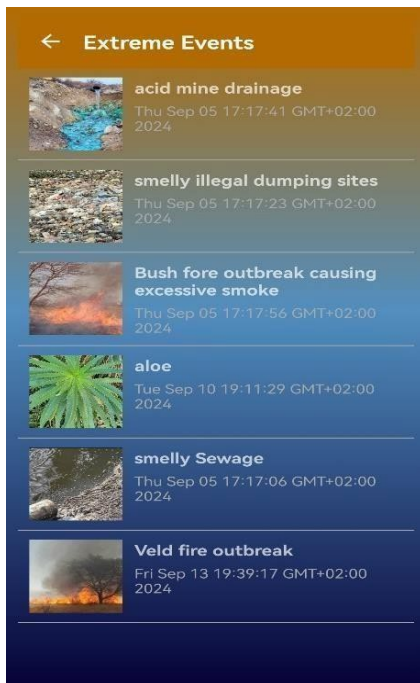 Extreme Events
acid mine drainage
Thu Sep 05 17:17:41 GMT+02:00
2024
smelly illegal dumping sites
Thu Sep 05 17:17:23 GMT+02:00
2024
Bush fore outbreak causing
excessive smoke
Thu Sep 05 17:17:56 GMT+02:00
2024
aloe
Tue Sep 10 19:11:29 GMT+02:00
2024
smelly Sewage
Thu Sep 05 17:17:06 GMT+02:00
2024
Veld fire outbreak
Fri Sep 13 19:39:17 GMT+02:00
2024